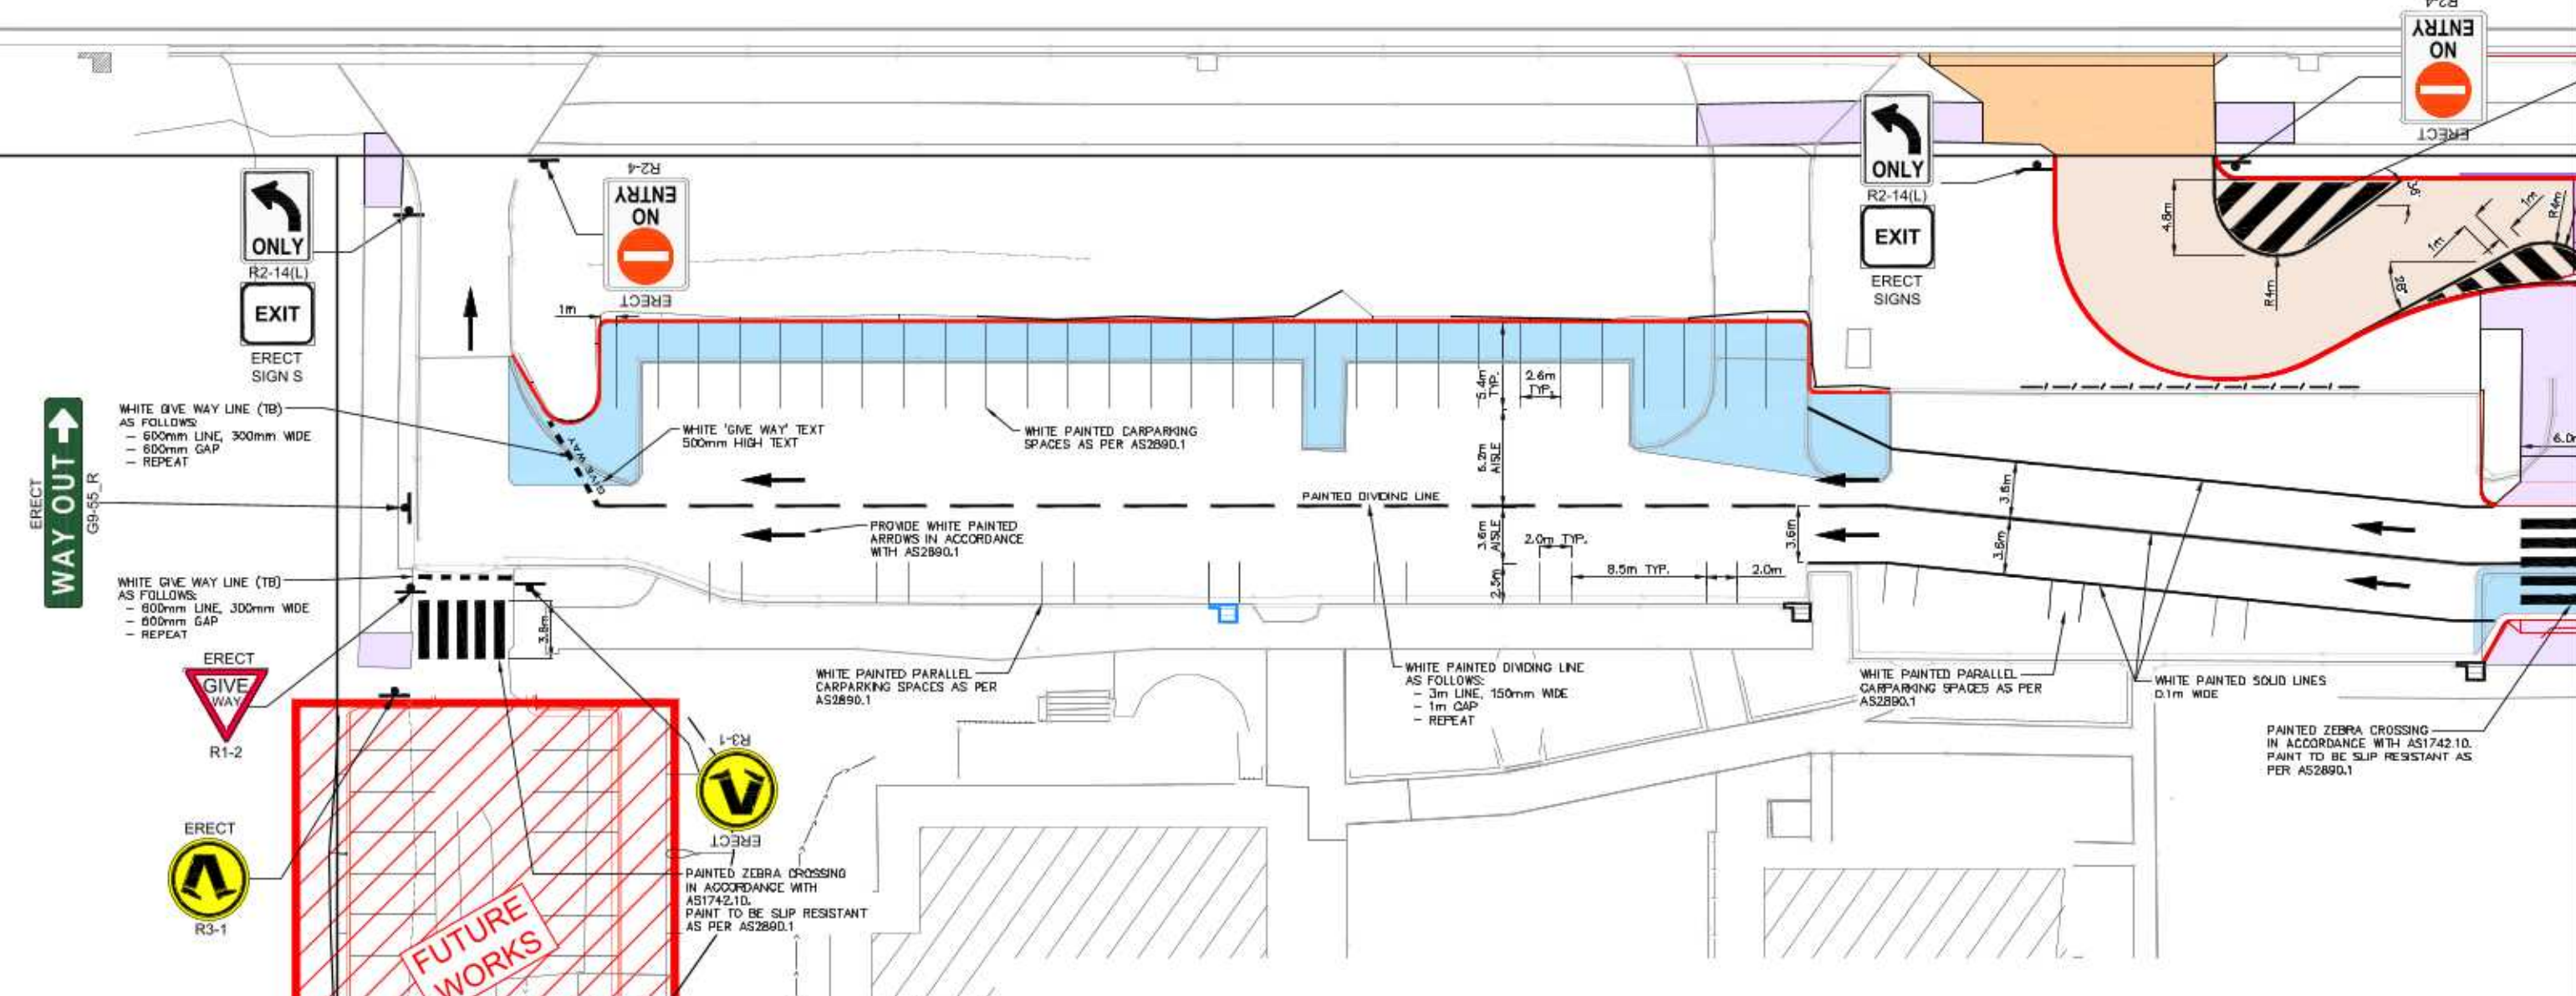 R2-4
NO
ENTRY
ERECT
ONLY
R2-14(L)
EXIT
ERECT
SIGNS
4.8m
R4m
1m
1m
R4m
6.0m
ONLY
R2-14(L)
EXIT
ERECT
SIGN S
R2-4
NO
ENTRY
ERECT
1m
ERECT
WAY OUT
G9-55_R
WHITE GIVE WAY LINE (TB)
AS FOLLOWS:
- 600mm LINE, 300mm WIDE
- 600mm GAP
- REPEAT
GIVE WAY
WHITE 'GIVE WAY' TEXT
500mm HIGH TEXT
WHITE PAINTED CARPARKING
SPACES AS PER AS2890.1
5.4m
TYP.
2.6m
TYP.
6.2m
AISLE
PAINTED DIVIDING LINE
PROVIDE WHITE PAINTED
ARROWS IN ACCORDANCE
WITH AS2890.1
3.6m
AISLE
2.0m TYP.
8.5m TYP.
2.0m
2.5m
3.6m
3.6m
3.6m
WHITE GIVE WAY LINE (TB)
AS FOLLOWS:
- 600mm LINE, 300mm WIDE
- 600mm GAP
- REPEAT
3.8m
ERECT
GIVE
WAY
R1-2
WHITE PAINTED PARALLEL
CARPARKING SPACES AS PER
AS2890.1
WHITE PAINTED DIVIDING LINE
AS FOLLOWS:
- 3m LINE, 150mm WIDE
- 1m GAP
- REPEAT
WHITE PAINTED PARALLEL
CARPARKING SPACES AS PER
AS2890.1
WHITE PAINTED SOLID LINES
0.1m WIDE
PAINTED ZEBRA CROSSING
IN ACCORDANCE WITH AS1742.10.
PAINT TO BE SLIP RESISTANT AS
PER AS2890.1
R3-1
ERECT
ERECT
R3-1
PAINTED ZEBRA CROSSING
IN ACCORDANCE WITH
AS1742.10.
PAINT TO BE SLIP RESISTANT
AS PER AS2890.1
FUTURE
WORKS